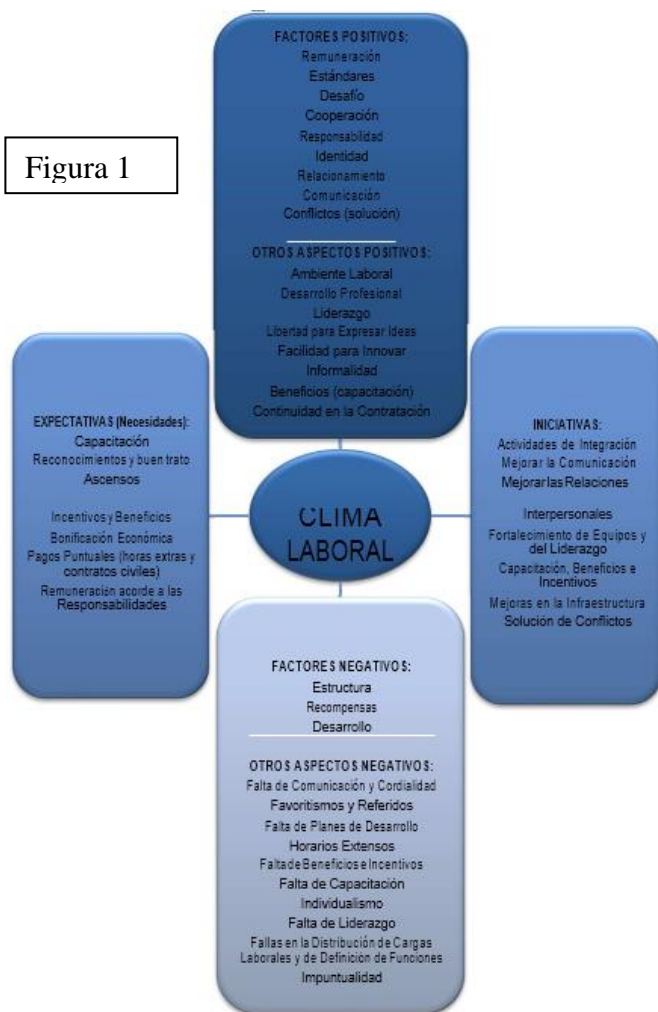 Figura 1
FACTORES POSITIVOS:
Remuneración
Estándares
Desafío
Cooperación
Responsabilidad
Identidad
Relacionamiento
Comunicación
Conflictos (solución)
OTROS ASPECTOS POSITIVOS:
Ambiente Laboral
Desarrollo Profesional
Liderazgo
Libertad para Expresar Ideas
Facilidad para Innovar
Informalidad
Beneficios (capacitación)
Continuidad en la Contratación
EXPECTATIVAS (Necesidades):
Capacitación
Reconocimientos y buen trato
Ascensos
Incentivos y Beneficios
Bonificación Económica
Pagos Puntuales (horas extras y
contratos civiles)
Remuneración acorde a las
Responsabilidades
CLIMA
LABORAL
INICIATIVAS:
Actividades de Integración
Mejorar la Comunicación
Mejorar las Relaciones
Interpersonales
Fortalecimiento de Equipos y
del Liderazgo
Capacitación, Beneficios e
Incentivos
Mejoras en la Infraestructura
Solución de Conflictos
FACTORES NEGATIVOS:
Estructura
Recompensas
Desarrollo
OTROS ASPECTOS NEGATIVOS:
Falta de Comunicación y Cordialidad
Favoritismos y Referidos
Falta de Planes de Desarrollo
Horarios Extensos
Falta de Beneficios e Incentivos
Falta de Capacitación
Individualismo
Falta de Liderazgo
Fallas en la Distribución de Cargas
Laborales y de Definición de Funciones
Impuntualidad